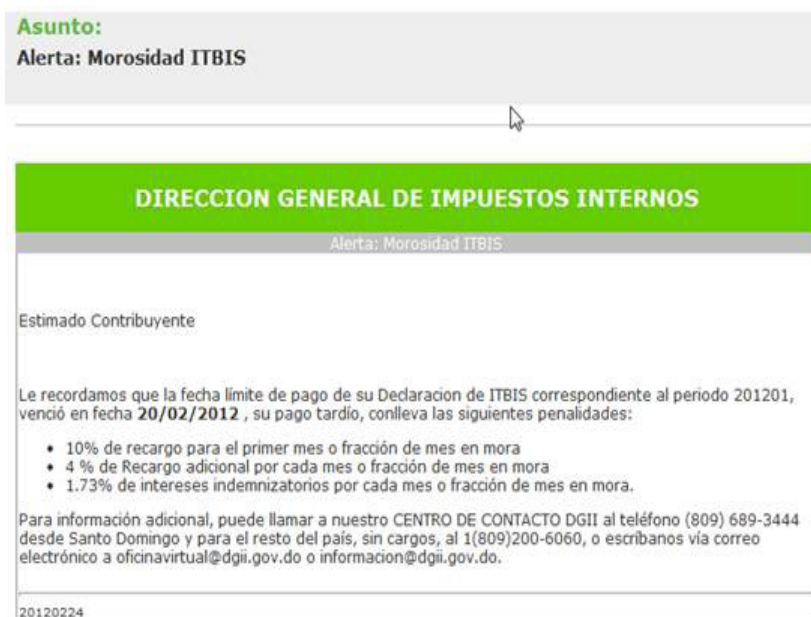 Asunto:
Alerta: Morosidad ITBIS
DIRECCION GENERAL DE IMPUESTOS INTERNOS
Alerta: Morosidad ITBIS
Estimado Contribuyente
Le recordamos que la fecha límite de pago de su Declaracion de ITBIS correspondiente al periodo 201201,
venció en fecha 20/02/2012 , su pago tardío, conlleva las siguientes penalidades:
• 10% de recargo para el primer mes o fracción de mes en mora
• 4 % de Recargo adicional por cada mes o fracción de mes en mora
• 1.73% de intereses indemnizatorios por cada mes o fracción de mes en mora.
Para información adicional, puede llamar a nuestro CENTRO DE CONTACTO DGII al teléfono (809) 689-3444
desde Santo Domingo y para el resto del país, sin cargos, al 1(809)200-6060, o escríbanos vía correo
electrónico a oficinavirtual@dgii.gov.do o informacion@dgii.gov.do.
20120224